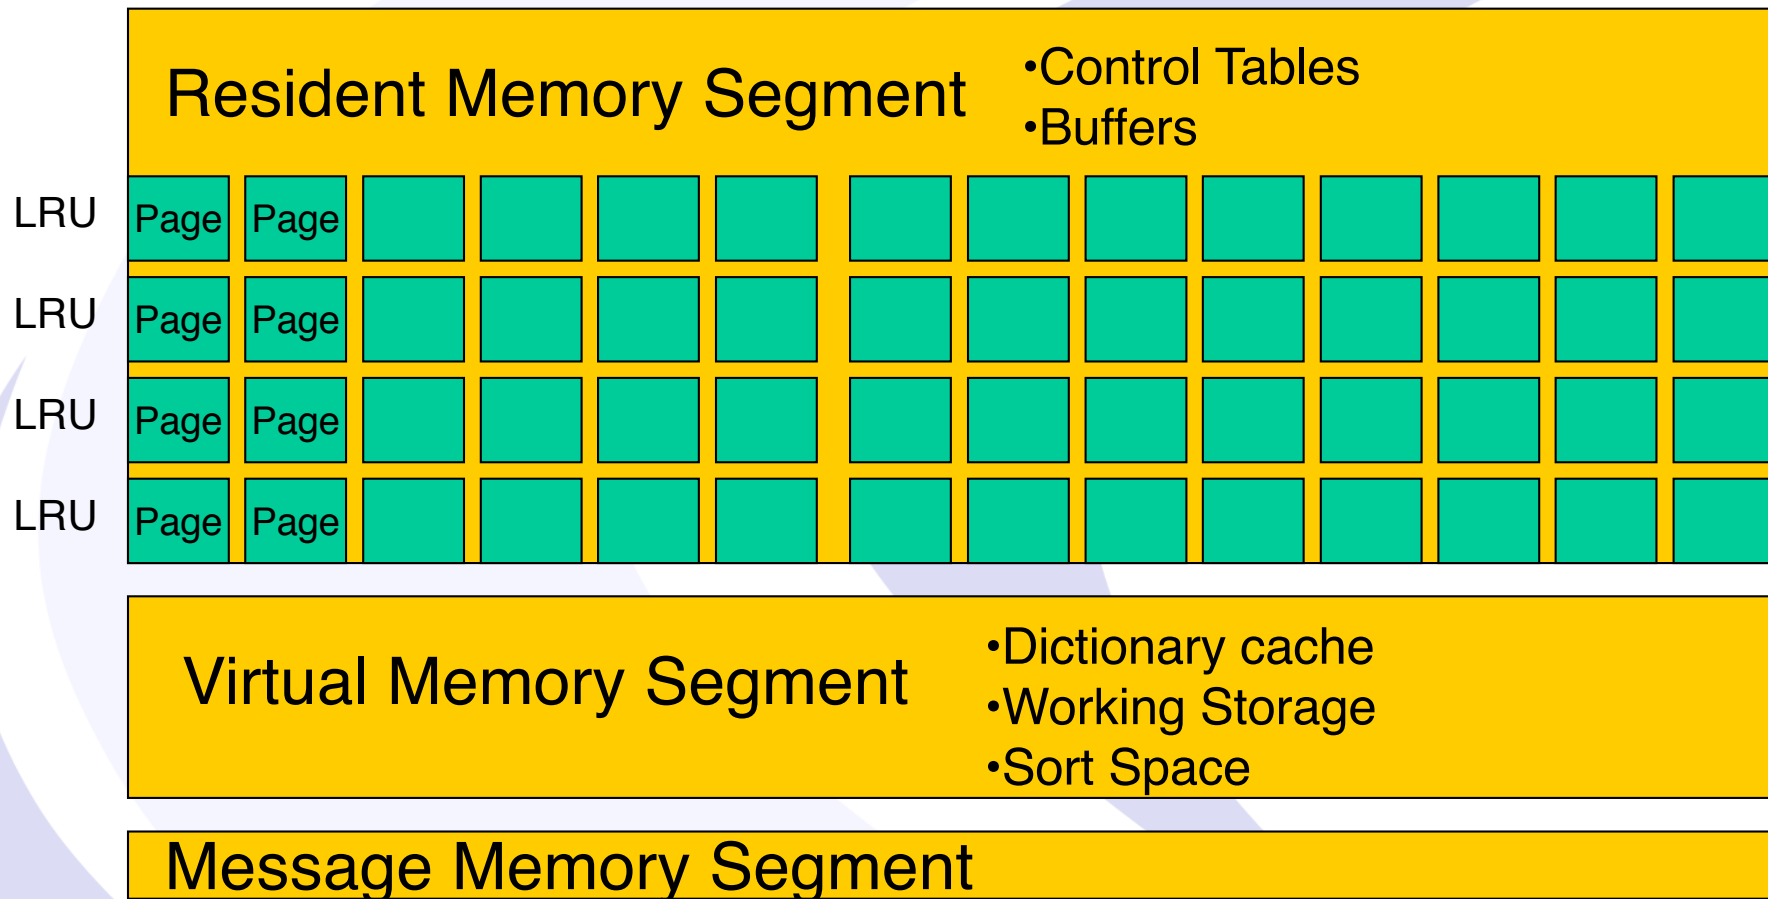 Resident Memory Segment
•Control Tables
•Buffers
LRU Page Page
LRU Page Page
LRU Page Page
LRU Page Page
Virtual Memory Segment
•Dictionary cache
•Working Storage
•Sort Space
Message Memory Segment